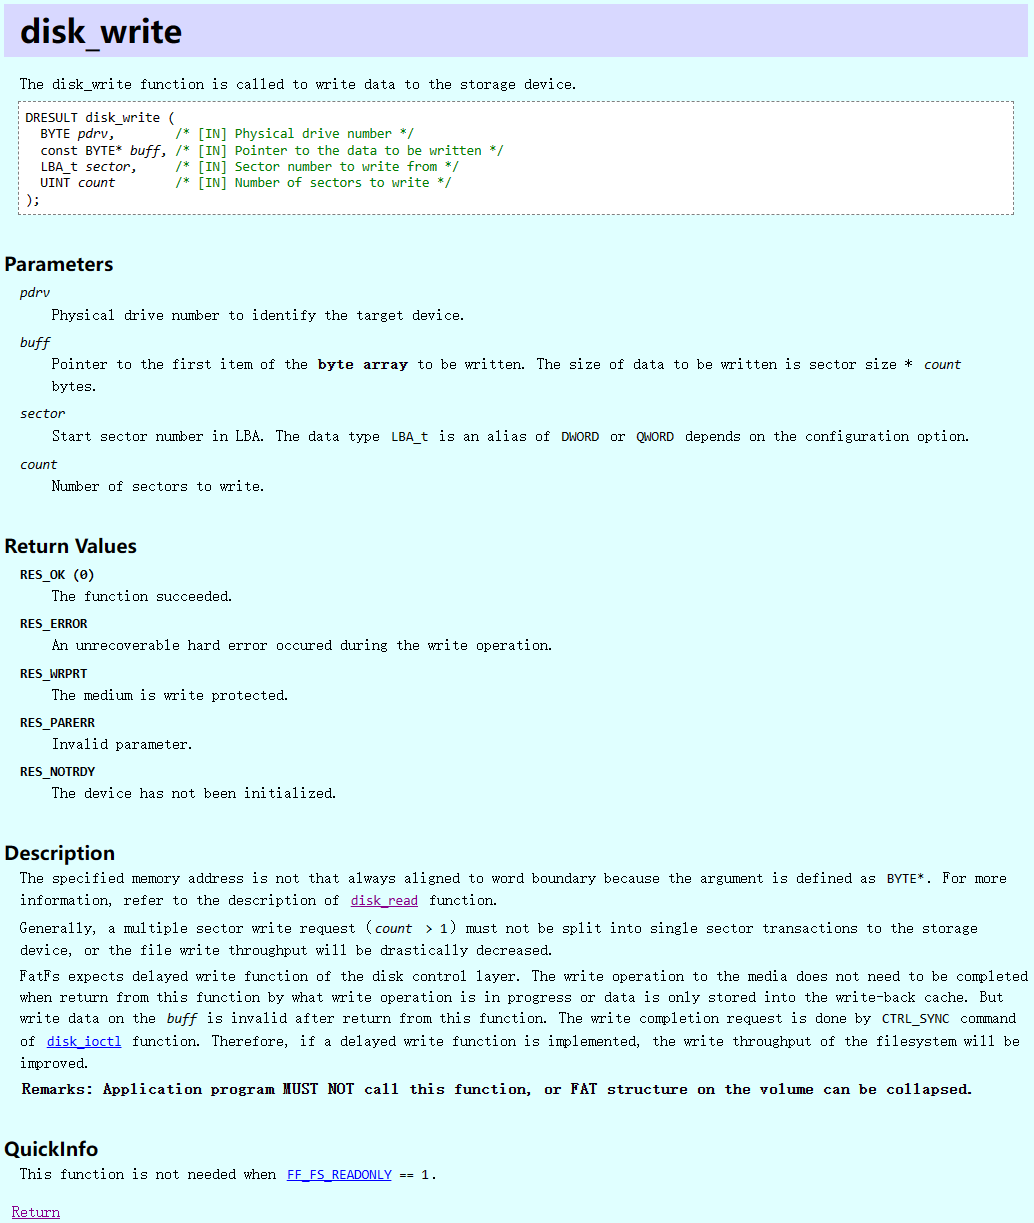 disk_write
The disk_write function is called to write data to the storage device.
DRESULT disk_write (
  BYTE pdrv,        /* [IN] Physical drive number */
  const BYTE* buff, /* [IN] Pointer to the data to be written */
  LBA_t sector,     /* [IN] Sector number to write from */
  UINT count        /* [IN] Number of sectors to write */
);
Parameters
pdrv
Physical drive number to identify the target device.
buff
Pointer to the first item of the byte array to be written. The size of data to be written is sector size * count
bytes.
sector
Start sector number in LBA. The data type LBA_t is an alias of DWORD or QWORD depends on the configuration option.
count
Number of sectors to write.
Return Values
RES_OK (0)
The function succeeded.
RES_ERROR
An unrecoverable hard error occured during the write operation.
RES_WRPRT
The medium is write protected.
RES_PARERR
Invalid parameter.
RES_NOTRDY
The device has not been initialized.
Description
The specified memory address is not that always aligned to word boundary because the argument is defined as BYTE*. For more
information, refer to the description of disk_read function.
Generally, a multiple sector write request (count > 1) must not be split into single sector transactions to the storage
device, or the file write throughput will be drastically decreased.
FatFs expects delayed write function of the disk control layer. The write operation to the media does not need to be completed
when return from this function by what write operation is in progress or data is only stored into the write-back cache. But
write data on the buff is invalid after return from this function. The write completion request is done by CTRL_SYNC command
of disk_ioctl function. Therefore, if a delayed write function is implemented, the write throughput of the filesystem will be
improved.
Remarks: Application program MUST NOT call this function, or FAT structure on the volume can be collapsed.
QuickInfo
This function is not needed when FF_FS_READONLY == 1.
Return